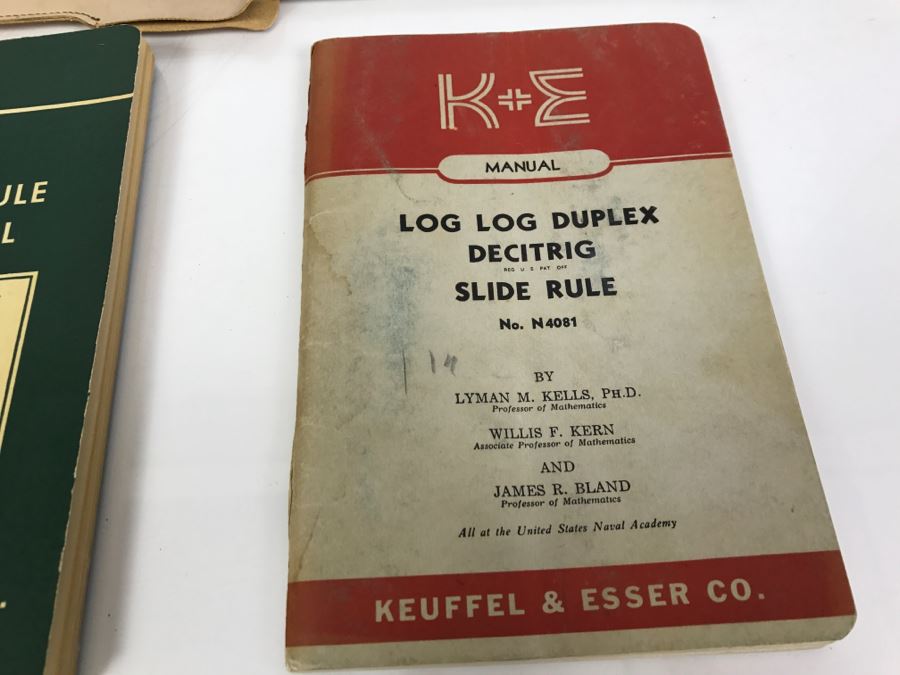 ULE
L
K+E
MANUAL
LOG LOG DUPLEX
DECITRIG
REG U S PAT OFF
SLIDE RULE
No. N4081
14
BY
LYMAN M. KELLS, PH.D.
Professor of Mathematics
WILLIS F. KERN
Associate Professor of Mathematics
AND
JAMES R. BLAND
Professor of Mathematics
All at the United States Naval Academy
KEUFFEL & ESSER CO.